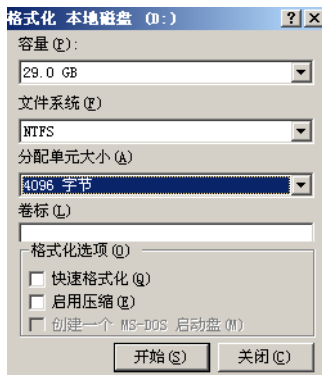 格式化 本地磁盘 (D:)
容量(P):
29.0 GB
文件系统(F)
NTFS
分配单元大小(A)
4096 字节
卷标(L)
格式化选项(O)
快速格式化(Q)
启用压缩(E)
创建一个 MS-DOS 启动盘(M)
开始(S) 关闭(C)